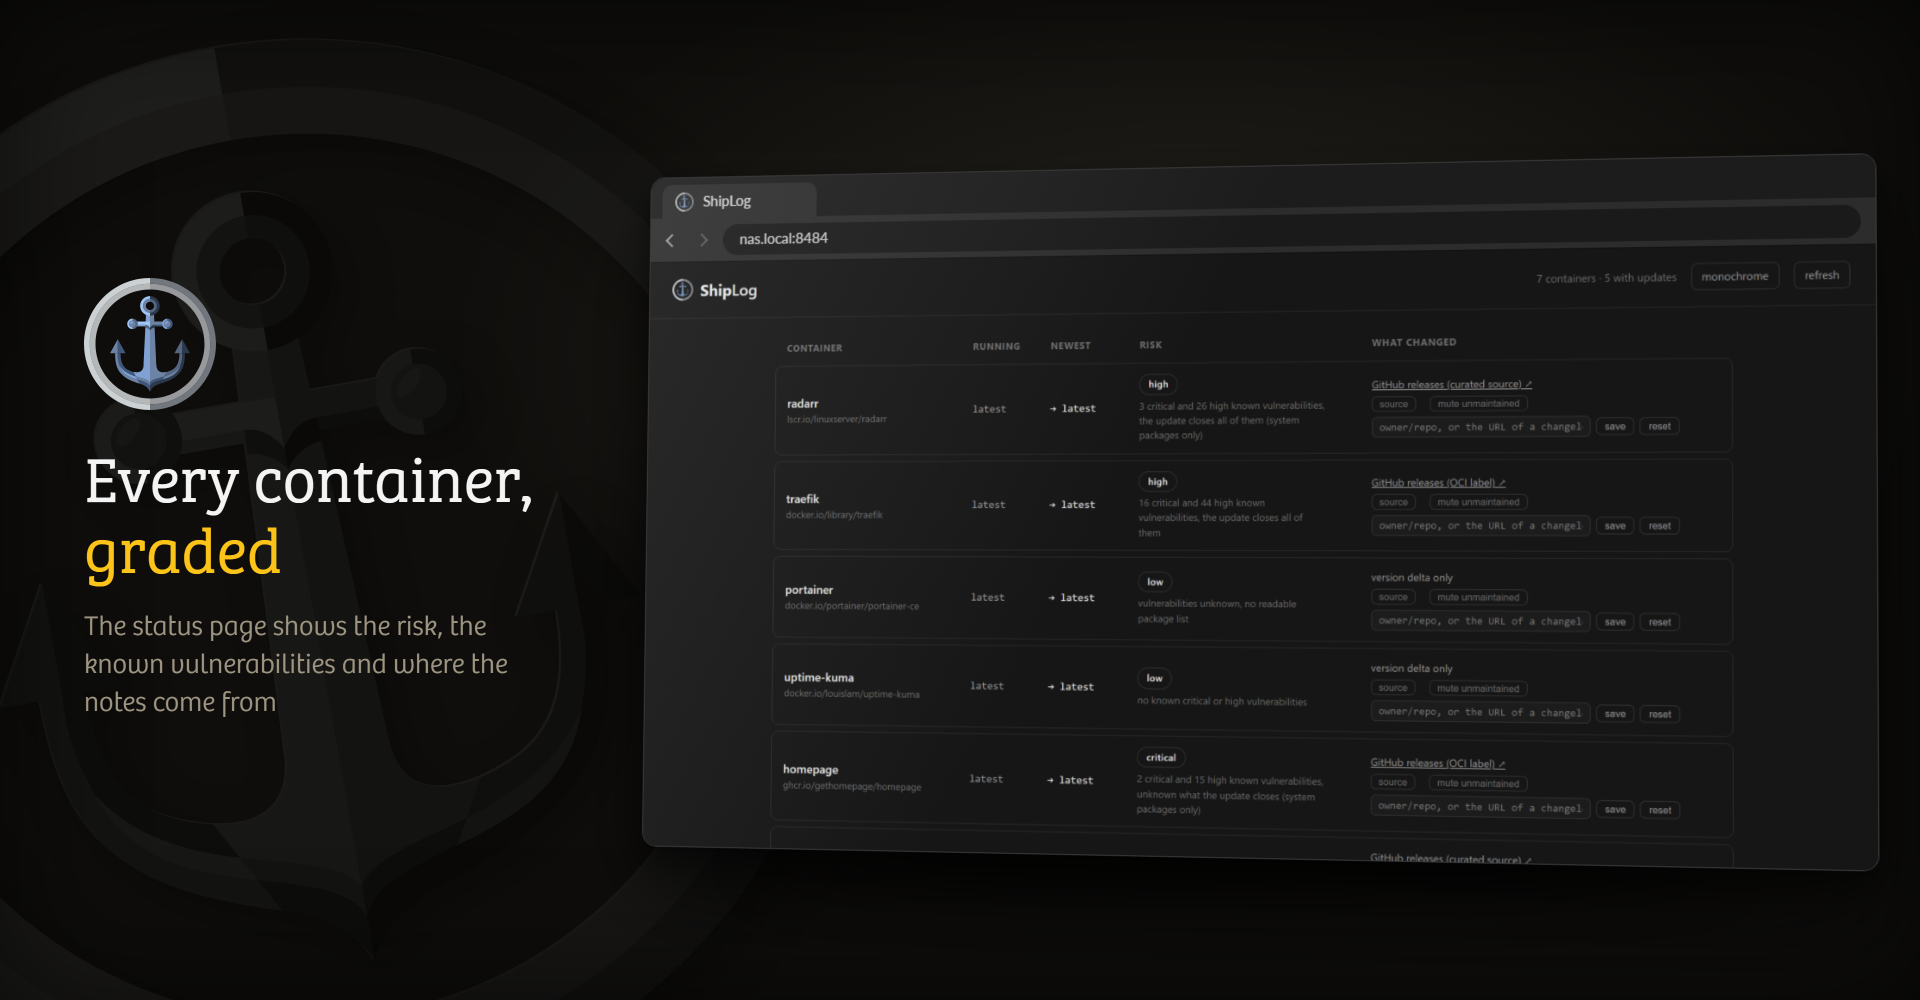 Every container,
graded
The status page shows the risk, the
known vulnerabilities and where the
notes come from
ShipLog
nas.local:8484
ShipLog
7 containers · 5 with updates
monochrome
refresh
CONTAINER
RUNNING
NEWEST
RISK
WHAT CHANGED
radarr
lscr.io/linuxserver/radarr
latest
→ latest
high
3 critical and 26 high known vulnerabilities,
the update closes all of them (system
packages only)
GitHub releases (curated source) ↗
source
mute unmaintained
owner/repo, or the URL of a changel
save
reset
traefik
docker.io/library/traefik
latest
→ latest
high
16 critical and 44 high known
vulnerabilities, the update closes all of
them
GitHub releases (OCI label) ↗
source
mute unmaintained
owner/repo, or the URL of a changel
save
reset
portainer
docker.io/portainer/portainer-ce
latest
→ latest
low
vulnerabilities unknown, no readable
package list
version delta only
source
mute unmaintained
owner/repo, or the URL of a changel
save
reset
uptime-kuma
docker.io/louislam/uptime-kuma
latest
→ latest
low
no known critical or high vulnerabilities
version delta only
source
mute unmaintained
owner/repo, or the URL of a changel
save
reset
homepage
ghcr.io/gethomepage/homepage
latest
→ latest
critical
2 critical and 15 high known vulnerabilities,
unknown what the update closes (system
packages only)
GitHub releases (OCI label) ↗
source
mute unmaintained
owner/repo, or the URL of a changel
save
reset
GitHub releases (curated source) ↗